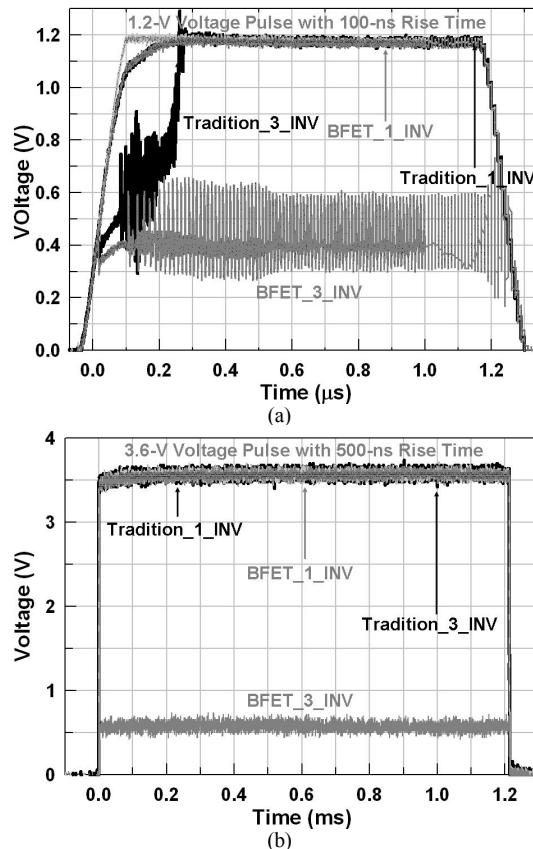 1.2-V Voltage Pulse with 100-ns Rise Time
1.2
1.0
0.8
0.6
0.4
0.2
0.0
VOltage (V)
Tradition_3_INV
BFET_1_INV
Tradition_1_INV
BFET_3_INV
0.0 0.2 0.4 0.6 0.8 1.0 1.2
Time (μs)
(a)
3.6-V Voltage Pulse with 500-ns Rise Time
4
3
2
1
0
Voltage (V)
Tradition_1_INV
BFET_1_INV
Tradition_3_INV
BFET_3_INV
0.0 0.2 0.4 0.6 0.8 1.0 1.2
Time (ms)
(b)